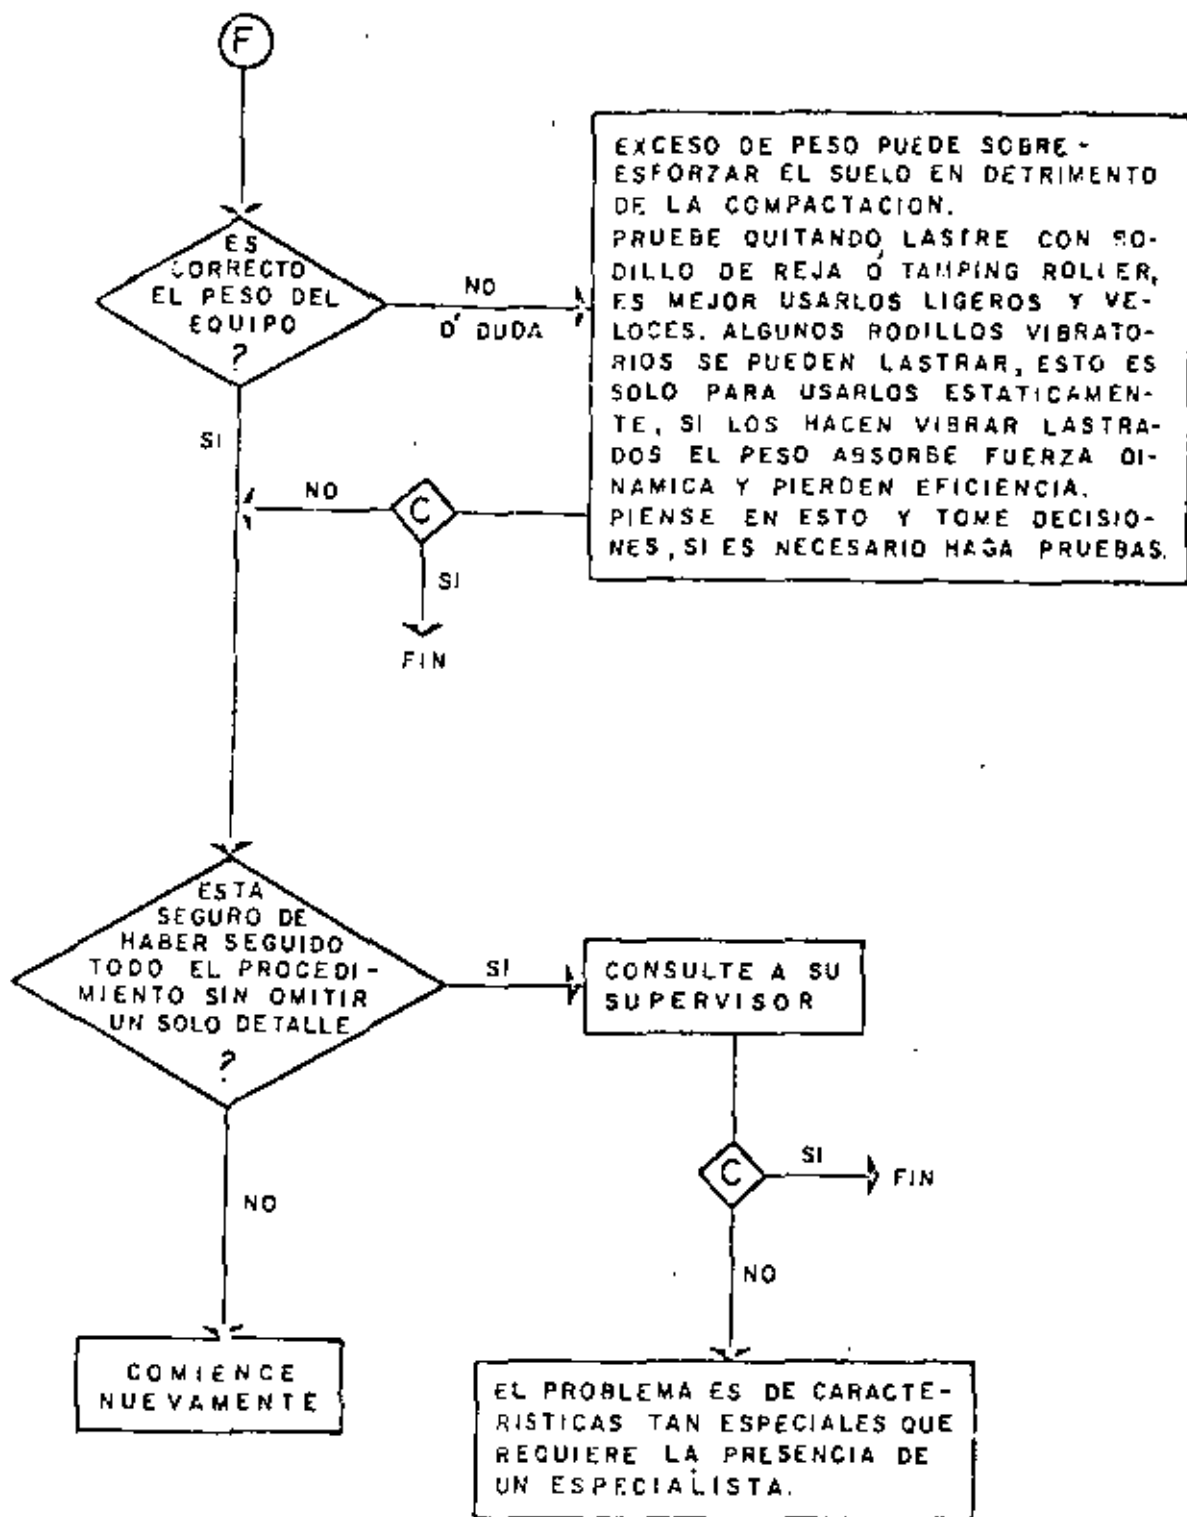 F
ES
CORRECTO
EL PESO DEL
EQUIPO
?
NO
O' DUDA
EXCESO DE PESO PUEDE SOBRE-
ESFORZAR EL SUELO EN DETRIMENTO
DE LA COMPACTACION.
PRUEBE QUITANDO LASTRE CON RO-
DILLO DE REJA Ó TAMPING ROLLER,
ES MEJOR USARLOS LIGEROS Y VE-
LOCES. ALGUNOS RODILLOS VIBRATO-
RIOS SE PUEDEN LASTRAR, ESTO ES
SOLO PARA USARLOS ESTATICAMEN-
TE, SI LOS HACEN VIBRAR LASTRA-
DOS EL PESO ABSORBE FUERZA DI-
NAMICA Y PIERDEN EFICIENCIA.
PIENSE EN ESTO Y TOME DECISIO-
NES, SI ES NECESARIO HAGA PRUEBAS.
SI
NO
C
SI
FIN
ESTA
SEGURO DE
HABER SEGUIDO
TODO EL PROCEDI-
MIENTO SIN OMITIR
UN SOLO DETALLE
?
SI
CONSULTE A SU
SUPERVISOR
C
SI
FIN
NO
NO
COMIENCE
NUEVAMENTE
EL PROBLEMA ES DE CARACTE-
RISTICAS TAN ESPECIALES QUE
REQUIERE LA PRESENCIA DE
UN ESPECIALISTA.